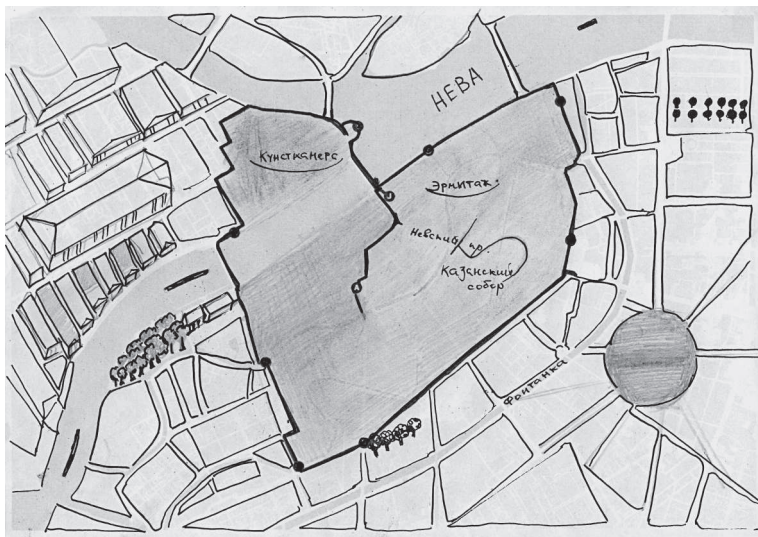 НЕВА
Кунсткамера
Эрмитаж
Невский пр.
Казанский
собор
Фонтанка